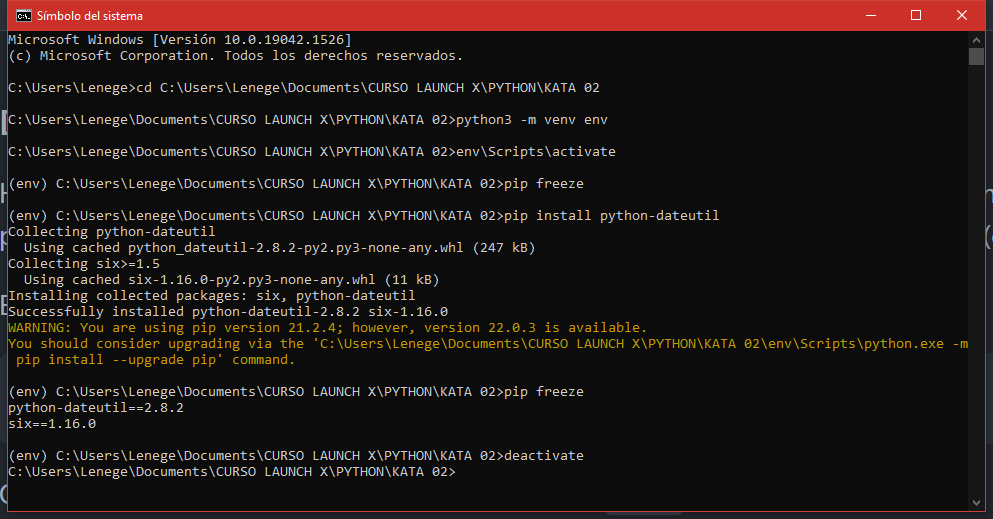 Símbolo del sistema
Microsoft Windows [Versión 10.0.19042.1526]
(c) Microsoft Corporation. Todos los derechos reservados.
C:\Users\Lenege>cd C:\Users\Lenege\Documents\CURSO LAUNCH X\PYTHON\KATA 02
C:\Users\Lenege\Documents\CURSO LAUNCH X\PYTHON\KATA 02>python3 -m venv env
C:\Users\Lenege\Documents\CURSO LAUNCH X\PYTHON\KATA 02>env\Scripts\activate
(env) C:\Users\Lenege\Documents\CURSO LAUNCH X\PYTHON\KATA 02>pip freeze
(env) C:\Users\Lenege\Documents\CURSO LAUNCH X\PYTHON\KATA 02>pip install python-dateutil
Collecting python-dateutil
  Using cached python_dateutil-2.8.2-py2.py3-none-any.whl (247 kB)
Collecting six>=1.5
  Using cached six-1.16.0-py2.py3-none-any.whl (11 kB)
Installing collected packages: six, python-dateutil
Successfully installed python-dateutil-2.8.2 six-1.16.0
WARNING: You are using pip version 21.2.4; however, version 22.0.3 is available.
You should consider upgrading via the 'C:\Users\Lenege\Documents\CURSO LAUNCH X\PYTHON\KATA 02\env\Scripts\python.exe -m
 pip install --upgrade pip' command.
(env) C:\Users\Lenege\Documents\CURSO LAUNCH X\PYTHON\KATA 02>pip freeze
python-dateutil==2.8.2
six==1.16.0
(env) C:\Users\Lenege\Documents\CURSO LAUNCH X\PYTHON\KATA 02>deactivate
C:\Users\Lenege\Documents\CURSO LAUNCH X\PYTHON\KATA 02>